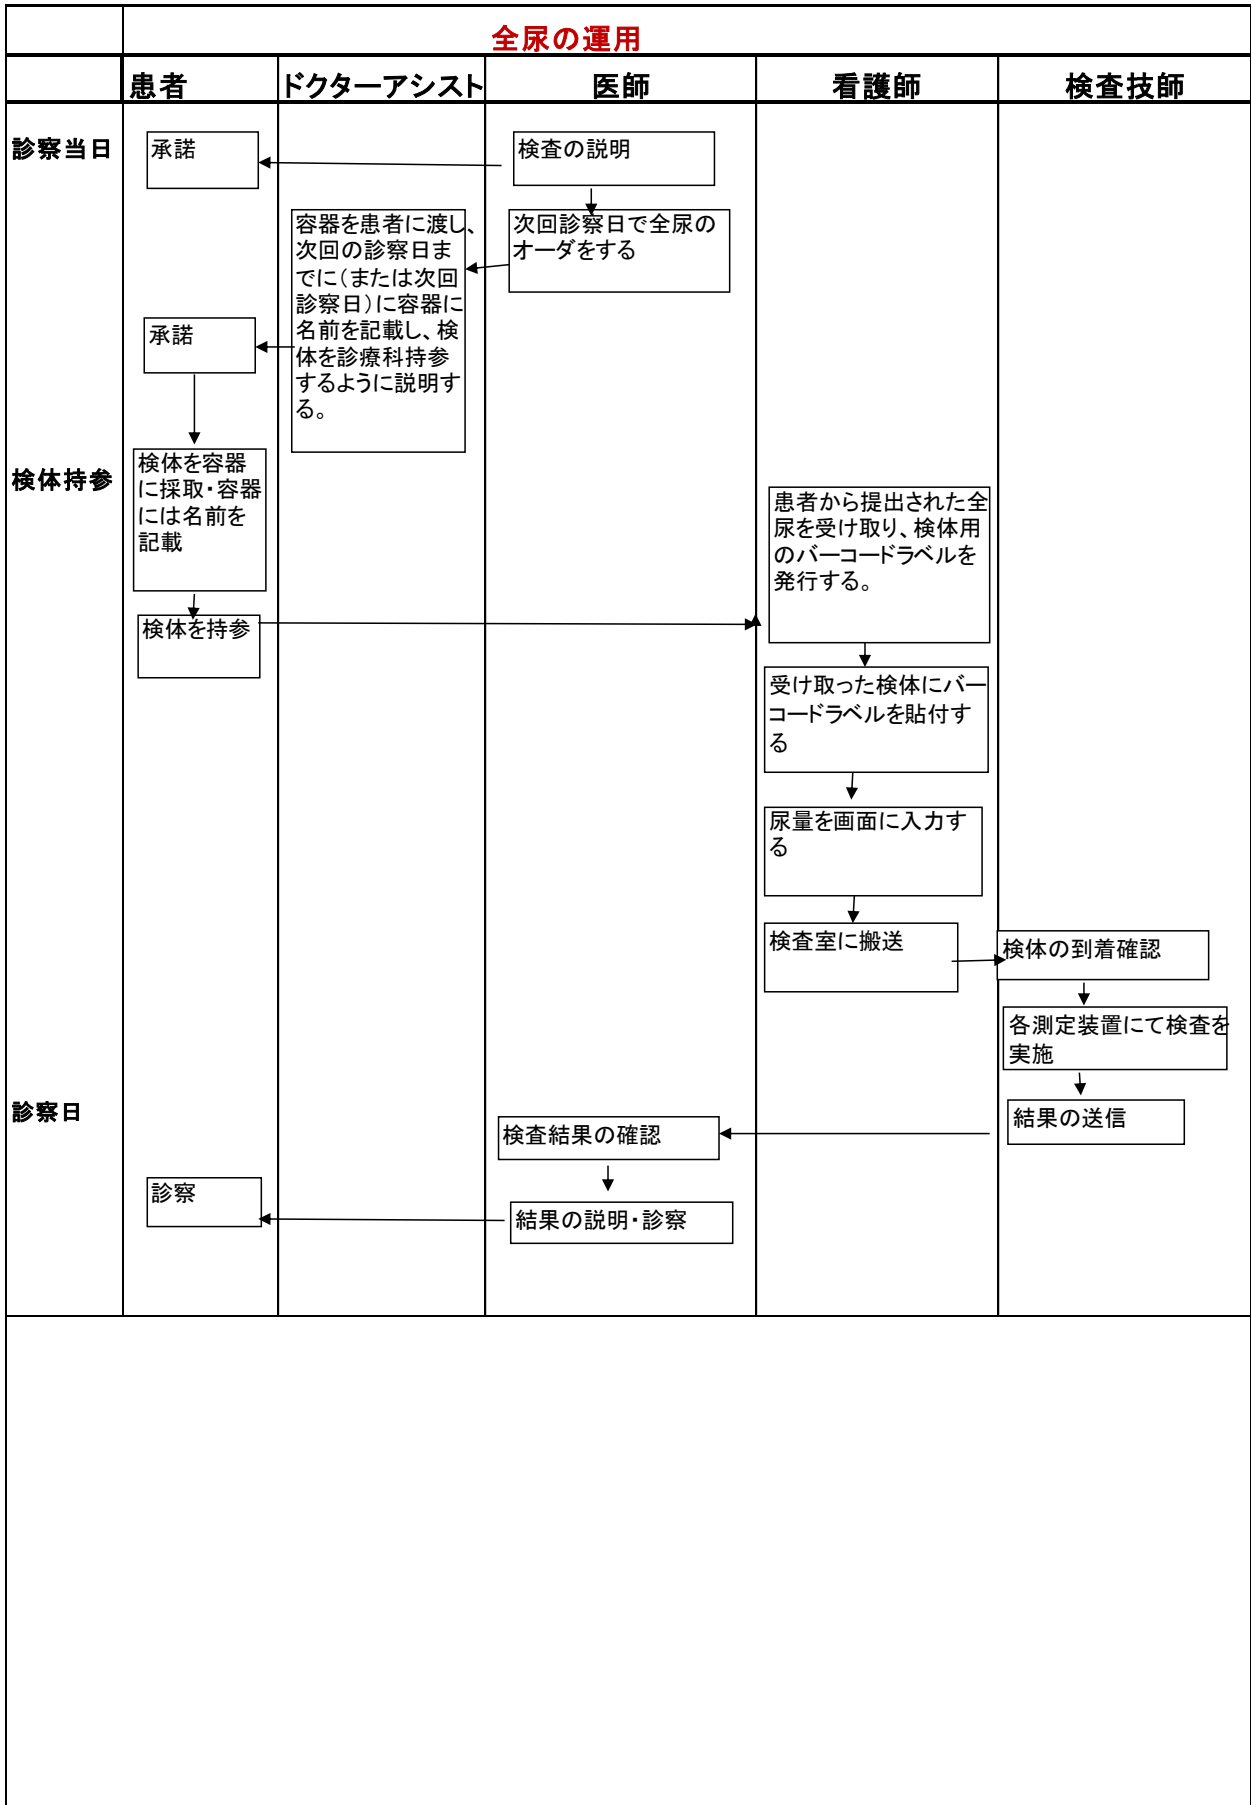 全尿の運用
患者
ドクターアシスト
医師
看護師
検査技師
診察当日
承諾
検査の説明
容器を患者に渡し、
次回の診察日ま
でに（または次回
診察日）に容器に
名前を記載し、検
体を診療科持参
するように説明す
る。
次回診察日で全尿の
オーダをする
承諾
検体持参
検体を容器
に採取・容器
には名前を
記載
患者から提出された全
尿を受け取り、検体用
のバーコードラベルを
発行する。
検体を持参
受け取った検体にバー
コードラベルを貼付す
る
尿量を画面に入力す
る
検査室に搬送
検体の到着確認
各測定装置にて検査を
実施
診察日
結果の送信
検査結果の確認
診察
結果の説明・診察